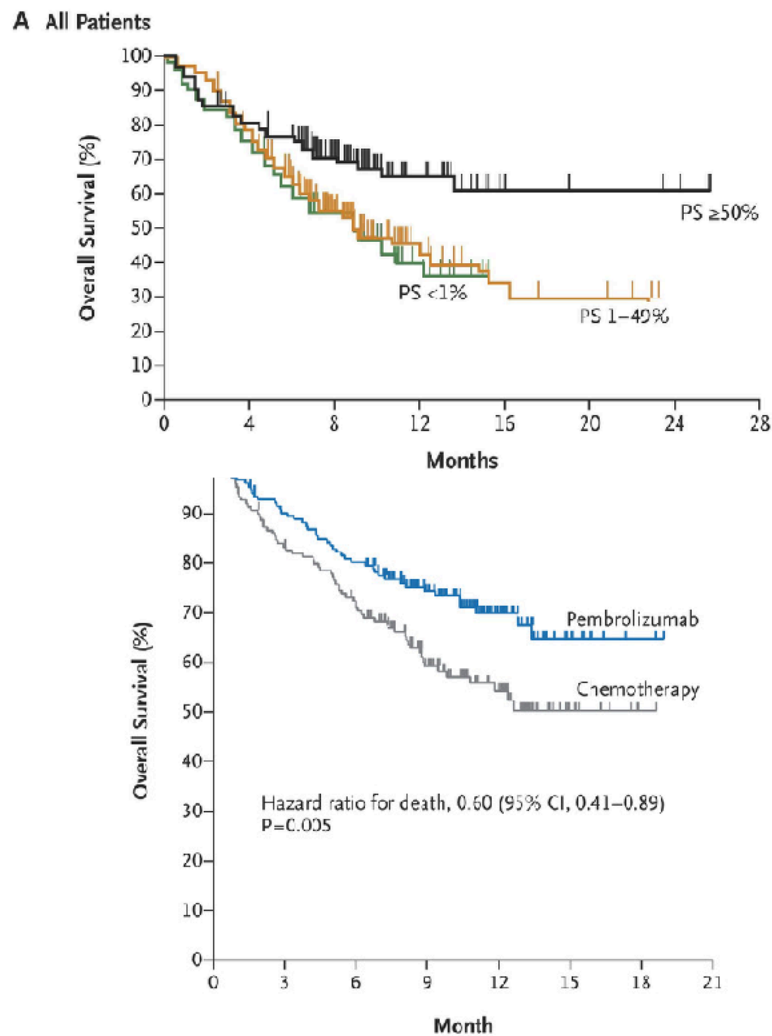 A All Patients
100
90
80
70
60
50
40
30
20
10
0
Overall Survival (%)
PS ≥50%
PS <1%
PS 1–49%
0 4 8 12 16 20 24 28
Months
90
80
70
60
50
40
30
20
10
0
Overall Survival (%)
Pembrolizumab
Chemotherapy
Hazard ratio for death, 0.60 (95% CI, 0.41–0.89)
P=0.005
0 3 6 9 12 15 18 21
Month